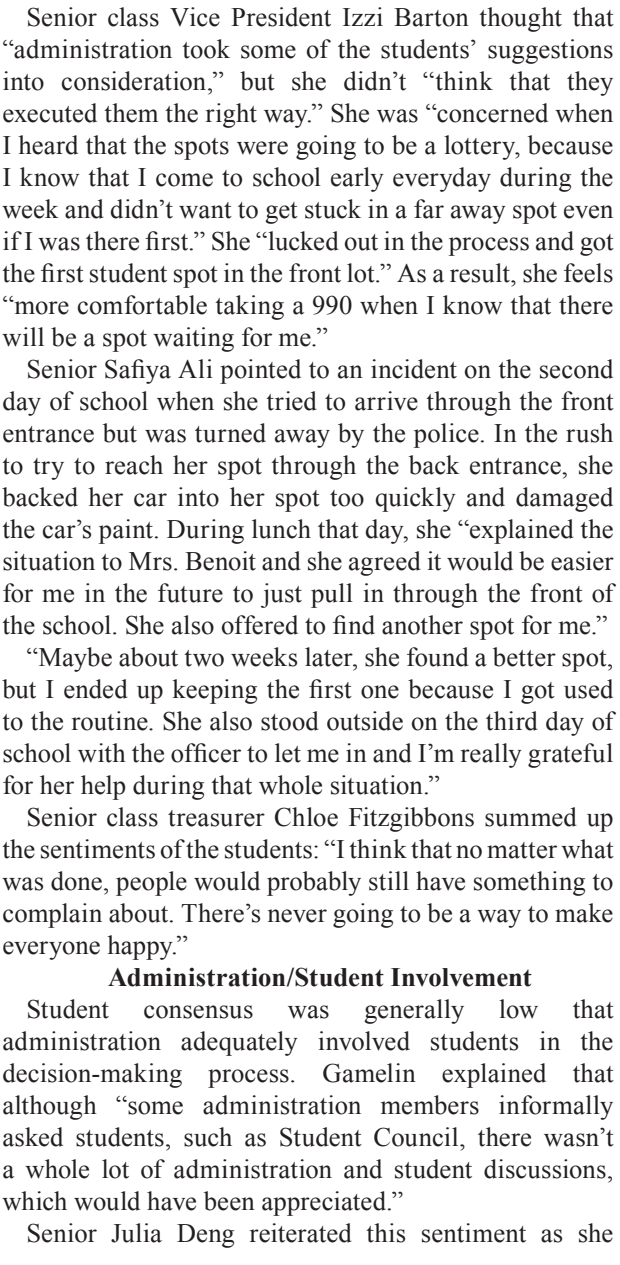 Senior class Vice President Izzi Barton thought that
“administration took some of the students’ suggestions
into consideration,” but she didn’t “think that they
executed them the right way.” She was “concerned when
I heard that the spots were going to be a lottery, because
I know that I come to school early everyday during the
week and didn’t want to get stuck in a far away spot even
if I was there first.” She “lucked out in the process and got
the first student spot in the front lot.” As a result, she feels
“more comfortable taking a 990 when I know that there
will be a spot waiting for me.”
Senior Safiya Ali pointed to an incident on the second
day of school when she tried to arrive through the front
entrance but was turned away by the police. In the rush
to try to reach her spot through the back entrance, she
backed her car into her spot too quickly and damaged
the car’s paint. During lunch that day, she “explained the
situation to Mrs. Benoit and she agreed it would be easier
for me in the future to just pull in through the front of
the school. She also offered to find another spot for me.”
“Maybe about two weeks later, she found a better spot,
but I ended up keeping the first one because I got used
to the routine. She also stood outside on the third day of
school with the officer to let me in and I’m really grateful
for her help during that whole situation.”
Senior class treasurer Chloe Fitzgibbons summed up
the sentiments of the students: “I think that no matter what
was done, people would probably still have something to
complain about. There’s never going to be a way to make
everyone happy.”
Administration/Student Involvement
Student consensus was generally low that
administration adequately involved students in the
decision-making process. Gamelin explained that
although “some administration members informally
asked students, such as Student Council, there wasn’t
a whole lot of administration and student discussions,
which would have been appreciated.”
Senior Julia Deng reiterated this sentiment as she